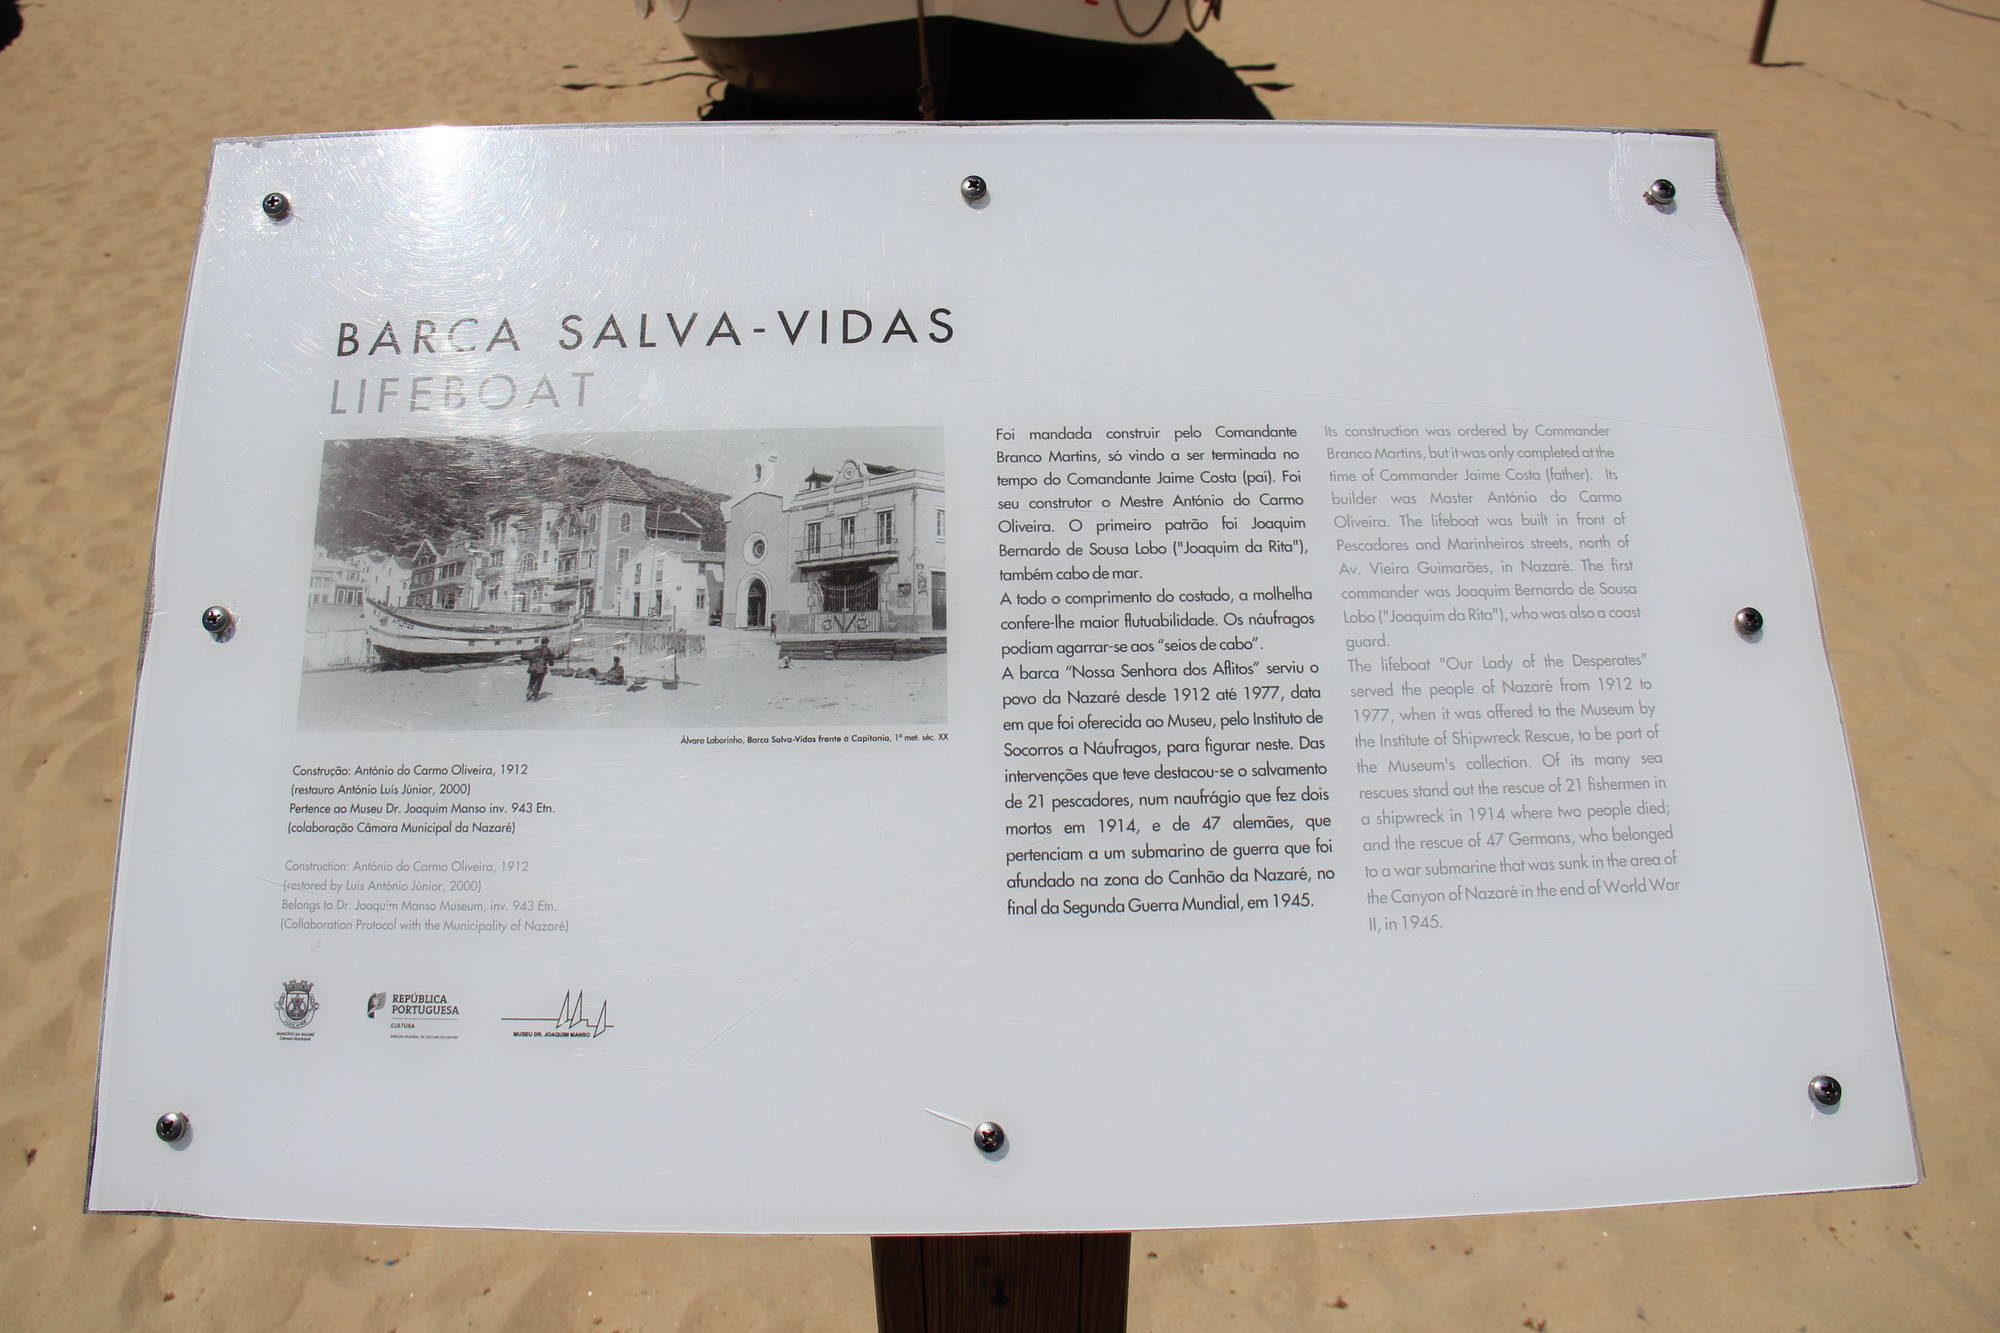 BARCA SALVA-VIDAS
LIFEBOAT
Álvaro Laborinho, Barca Salva-Vidas frente à Capitania, 1ª met. séc. XX
Construção: António do Carmo Oliveira, 1912
(restauro António Luís Júnior, 2000)
Pertence ao Museu Dr. Joaquim Manso inv. 943 Etn.
(colaboração Câmara Municipal da Nazaré)
Construction: António do Carmo Oliveira, 1912
(restored by Luís António Júnior, 2000)
Belongs to Dr. Joaquim Manso Museum, inv. 943 Etn.
(Collaboration Protocol with the Municipality of Nazaré)
Foi mandada construir pelo Comandante
Branco Martins, só vindo a ser terminada no
tempo do Comandante Jaime Costa (pai). Foi
seu construtor o Mestre António do Carmo
Oliveira. O primeiro patrão foi Joaquim
Bernardo de Sousa Lobo ("Joaquim da Rita"),
também cabo de mar.
A todo o comprimento do costado, a molhelha
confere-lhe maior flutuabilidade. Os náufragos
podiam agarrar-se aos “seios de cabo”.
A barca “Nossa Senhora dos Aflitos” serviu o
povo da Nazaré desde 1912 até 1977, data
em que foi oferecida ao Museu, pelo Instituto de
Socorros a Náufragos, para figurar neste. Das
intervenções que teve destacou-se o salvamento
de 21 pescadores, num naufrágio que fez dois
mortos em 1914, e de 47 alemães, que
pertenciam a um submarino de guerra que foi
afundado na zona do Canhão da Nazaré, no
final da Segunda Guerra Mundial, em 1945.
Its construction was ordered by Commander
Branco Martins, but it was only completed at the
time of Commander Jaime Costa (father). Its
builder was Master António do Carmo
Oliveira. The lifeboat was built in front of
Pescadores and Marinheiros streets, north of
Av. Vieira Guimarães, in Nazaré. The first
commander was Joaquim Bernardo de Sousa
Lobo ("Joaquim da Rita"), who was also a coast
guard.
The lifeboat "Our Lady of the Desperates"
served the people of Nazaré from 1912 to
1977, when it was offered to the Museum by
the Institute of Shipwreck Rescue, to be part of
the Museum's collection. Of its many sea
rescues stand out the rescue of 21 fishermen in
a shipwreck in 1914 where two people died;
and the rescue of 47 Germans, who belonged
to a war submarine that was sunk in the area of
the Canyon of Nazaré in the end of World War
II, in 1945.
NAZARÉ
MUNICÍPIO DA NAZARÉ
Câmara Municipal
REPÚBLICA
PORTUGUESA
CULTURA
DIREÇÃO REGIONAL DE CULTURA DO CENTRO
MUSEU DR. JOAQUIM MANSO